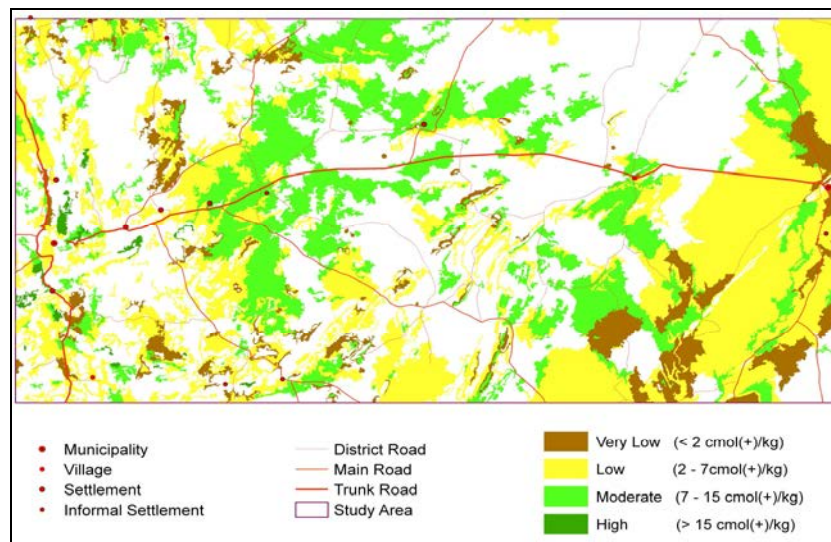 Municipality
Village
Settlement
Informal Settlement
District Road
Main Road
Trunk Road
Study Area
Very Low (< 2 cmol(+)/kg)
Low (2 - 7cmol(+)/kg)
Moderate (7 - 15 cmol(+)/kg)
High (> 15 cmol(+)/kg)